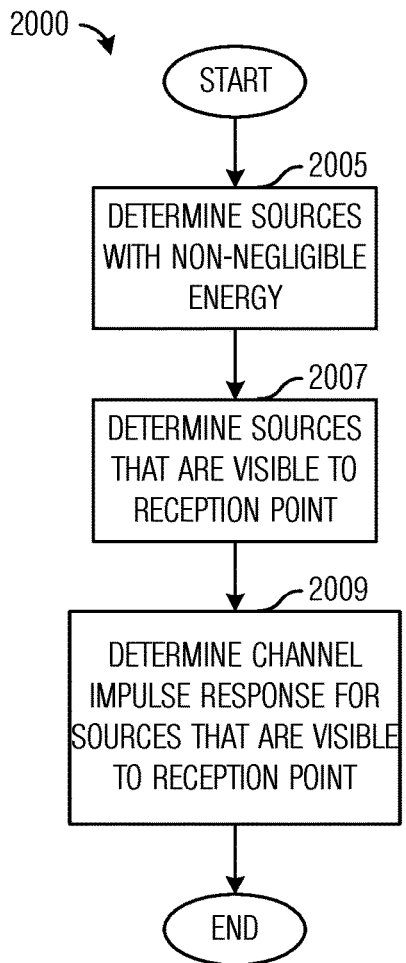 2000
START
2005
DETERMINE SOURCES
WITH NON-NEGLIGIBLE
ENERGY
2007
DETERMINE SOURCES
THAT ARE VISIBLE TO
RECEPTION POINT
2009
DETERMINE CHANNEL
IMPULSE RESPONSE FOR
SOURCES THAT ARE VISIBLE
TO RECEPTION POINT
END